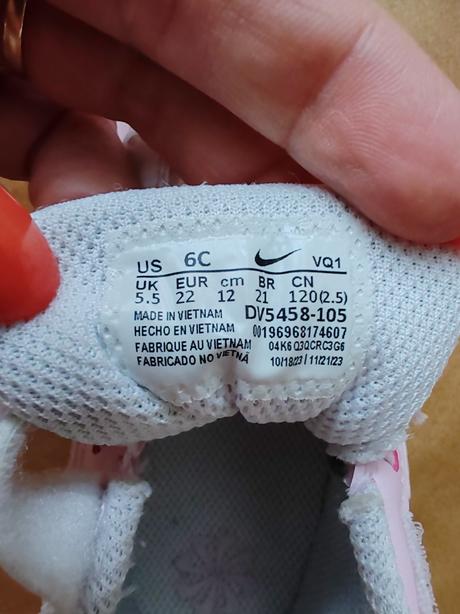 US 6C VQ1
UK EUR cm BR CN
5.5 22 12 21 120(2.5)
MADE IN VIETNAM DV5458-105
HECHO EN VIETNAM 00196968174607
FABRIQUE AU VIETNAM 04K6 Q3QCRC3G6
FABRICADO NO VIETNÃ 10/18/23 | 11/21/23